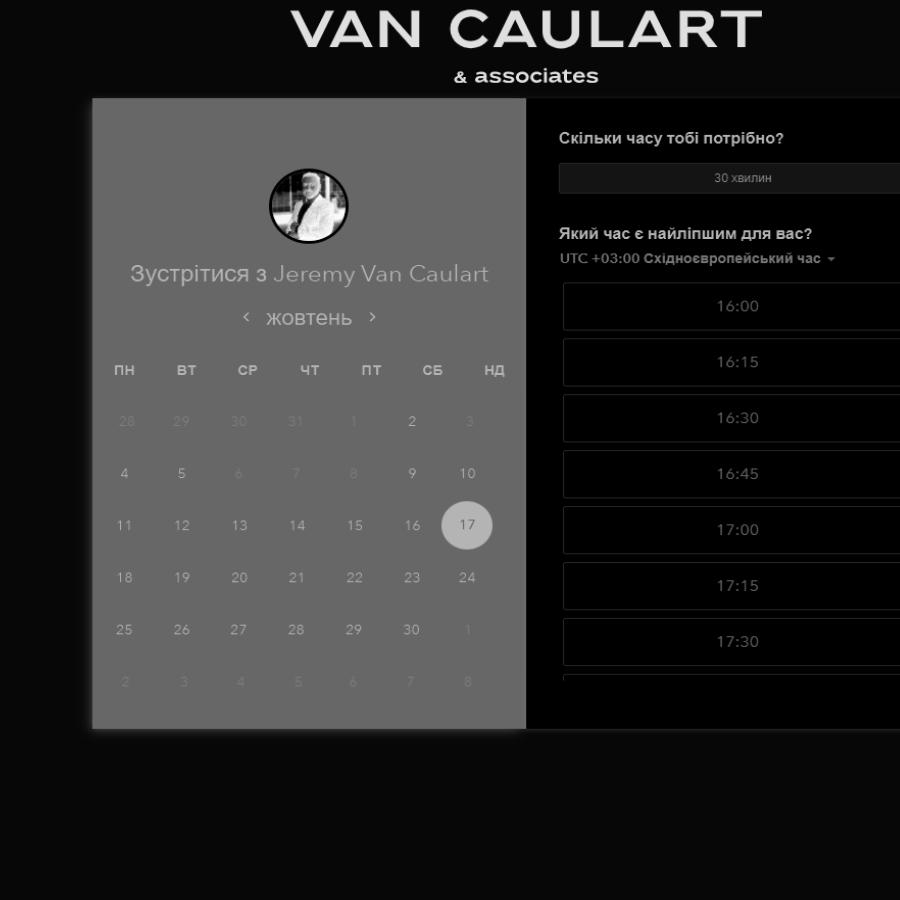 VAN CAULART
& associates
Зустрітися з Jeremy Van Caulart
жовтень
ПН ВТ СР ЧТ ПТ СБ НД
28 29 30 31 1 2 3
4 5 6 7 8 9 10
11 12 13 14 15 16 17
18 19 20 21 22 23 24
25 26 27 28 29 30 1
2 3 4 5 6 7 8
Скільки часу тобі потрібно?
30 хвилин
Який час є найліпшим для вас?
UTC +03:00 Східноєвропейський час
16:00
16:15
16:30
16:45
17:00
17:15
17:30